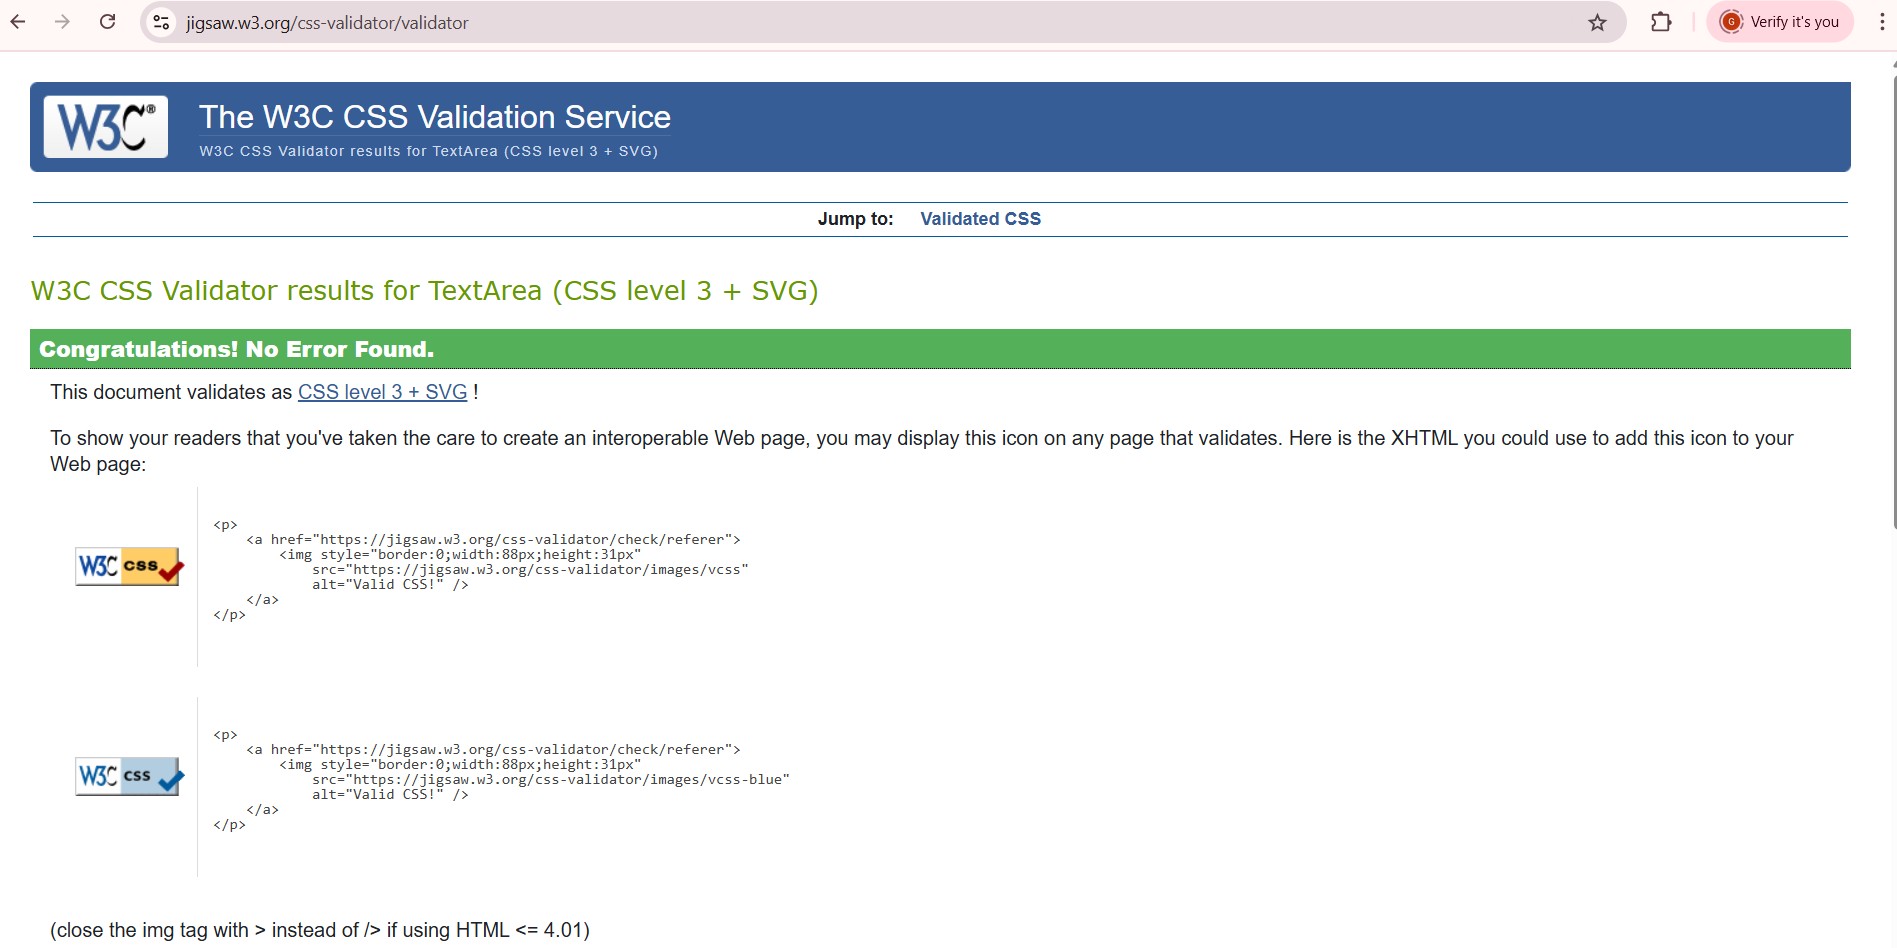 jigsaw.w3.org/css-validator/validator
G
Verify it's you
W3C®
The W3C CSS Validation Service
W3C CSS Validator results for TextArea (CSS level 3 + SVG)
Jump to: Validated CSS
W3C CSS Validator results for TextArea (CSS level 3 + SVG)
Congratulations! No Error Found.
This document validates as CSS level 3 + SVG !
To show your readers that you've taken the care to create an interoperable Web page, you may display this icon on any page that validates. Here is the XHTML you could use to add this icon to your
Web page:
W3C css
<p>
    <a href="https://jigsaw.w3.org/css-validator/check/referer">
        <img style="border:0;width:88px;height:31px"
            src="https://jigsaw.w3.org/css-validator/images/vcss"
            alt="Valid CSS!" />
    </a>
</p>
W3C css
<p>
    <a href="https://jigsaw.w3.org/css-validator/check/referer">
        <img style="border:0;width:88px;height:31px"
            src="https://jigsaw.w3.org/css-validator/images/vcss-blue"
            alt="Valid CSS!" />
    </a>
</p>
(close the img tag with > instead of /> if using HTML <= 4.01)